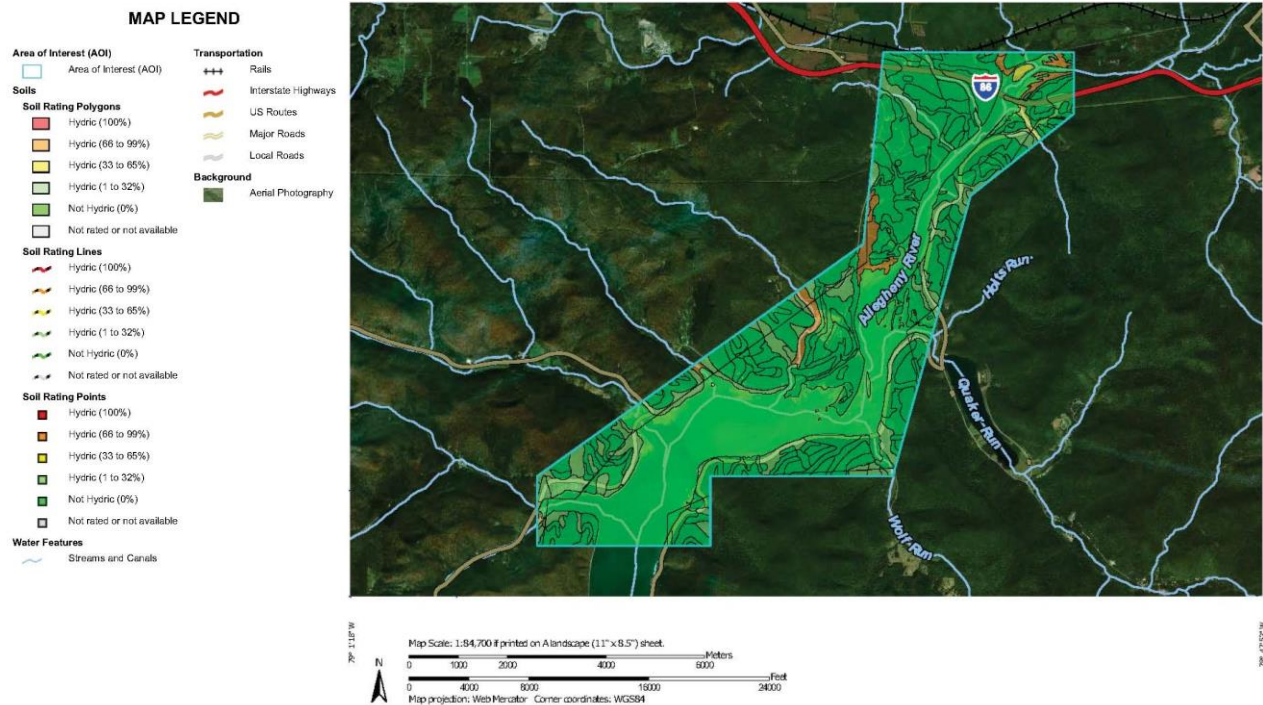 MAP LEGEND
Area of Interest (AOI)
Area of Interest (AOI)
Soils
Soil Rating Polygons
Hydric (100%)
Hydric (66 to 99%)
Hydric (33 to 65%)
Hydric (1 to 32%)
Not Hydric (0%)
Not rated or not available
Soil Rating Lines
Hydric (100%)
Hydric (66 to 99%)
Hydric (33 to 65%)
Hydric (1 to 32%)
Not Hydric (0%)
Not rated or not available
Soil Rating Points
Hydric (100%)
Hydric (66 to 99%)
Hydric (33 to 65%)
Hydric (1 to 32%)
Not Hydric (0%)
Not rated or not available
Water Features
Streams and Canals
Transportation
Rails
Interstate Highways
US Routes
Major Roads
Local Roads
Background
Aerial Photography
86
Allegheny River
Holts Run
Quaker-Run
Wolf-Run
79° 1' 18" W
N
Map Scale: 1:84,700 if printed on A landscape (11" x 8.5") sheet.
Meters
0 1000 2000 4000 6000
Feet
0 4000 8000 16000 24000
Map projection: Web Mercator Corner coordinates: WGS84